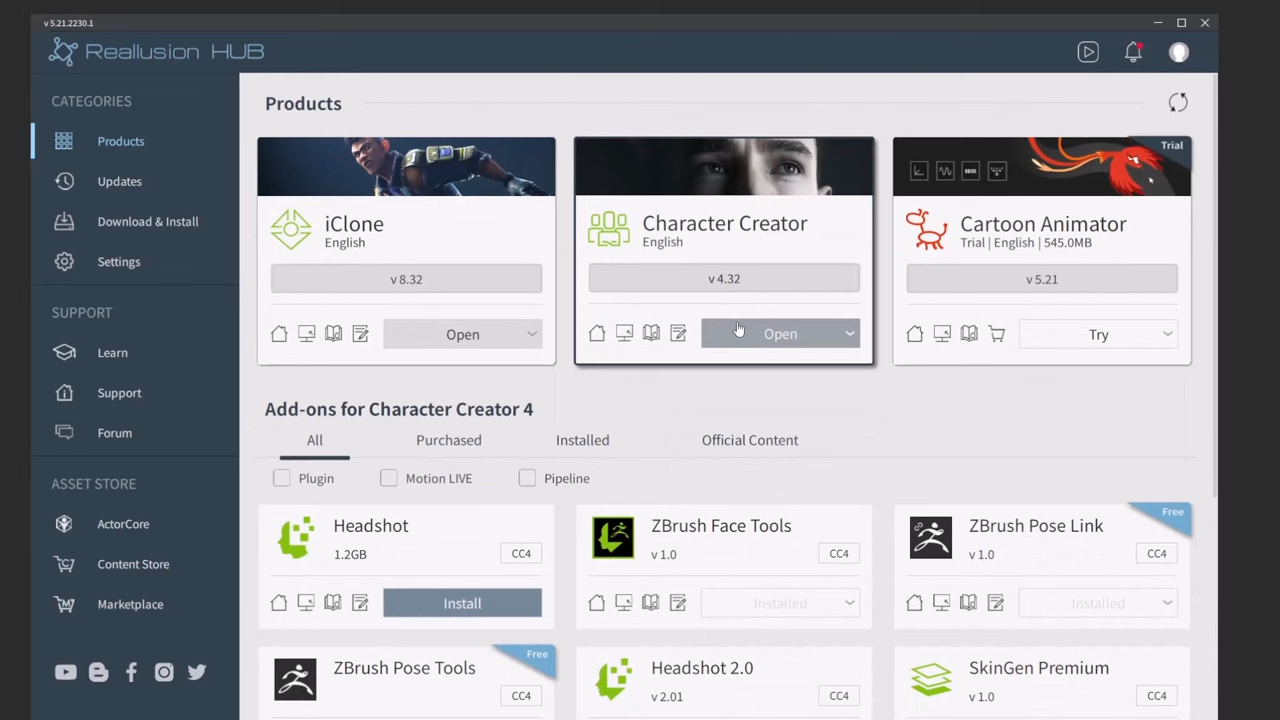 v 5.21.2230.1
Reallusion HUB
CATEGORIES
Products
Updates
Download & Install
Settings
SUPPORT
Learn
Support
Forum
ASSET STORE
ActorCore
Content Store
Marketplace
Products
iClone
English
v 8.32
Open
Character Creator
English
v 4.32
Open
Trial
Cartoon Animator
Trial | English | 545.0MB
v 5.21
Try
Add-ons for Character Creator 4
All Purchased Installed Official Content
Plugin Motion LIVE Pipeline
Headshot
1.2GB CC4
Install
ZBrush Face Tools
v 1.0 CC4
Installed
Free
ZBrush Pose Link
v 1.0 CC4
Installed
Free
ZBrush Pose Tools
CC4
Headshot 2.0
v 2.01 CC4
SkinGen Premium
v 1.0 CC4